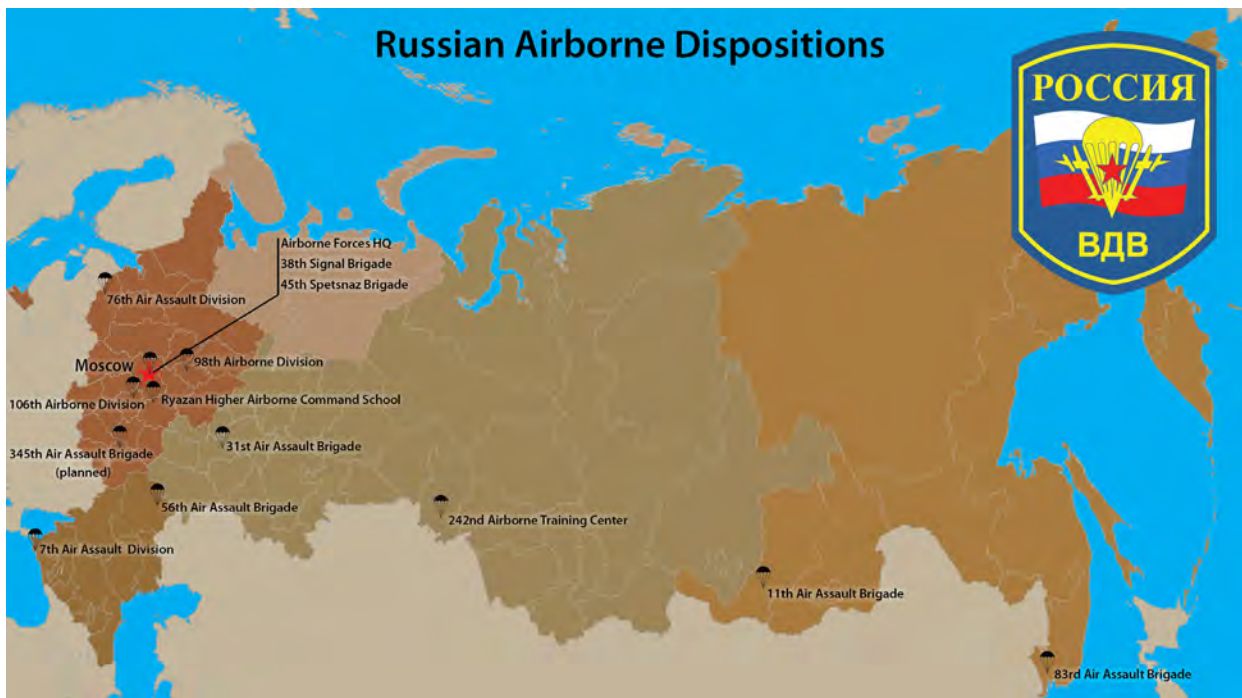 Russian Airborne Dispositions
РОССИЯ
ВДВ
Airborne Forces HQ
38th Signal Brigade
45th Spetsnaz Brigade
76th Air Assault Division
Moscow
98th Airborne Division
106th Airborne Division
Ryazan Higher Airborne Command School
345th Air Assault Brigade
(planned)
31st Air Assault Brigade
56th Air Assault Brigade
242nd Airborne Training Center
7th Air Assault Division
11th Air Assault Brigade
83rd Air Assault Brigade